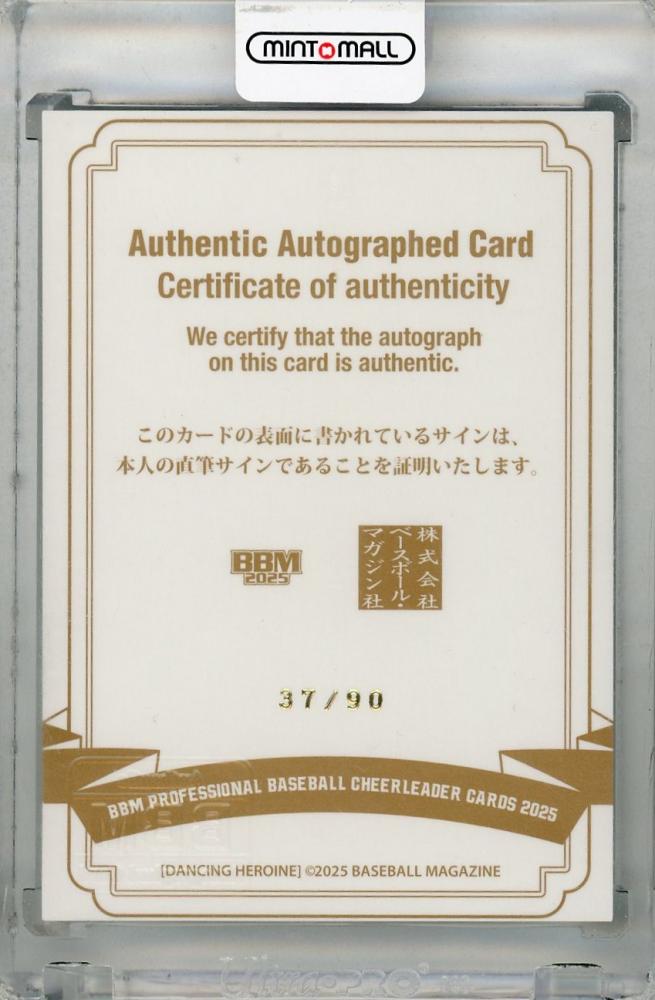 MINT MALL
Authentic Autographed Card
Certificate of authenticity
We certify that the autograph
on this card is authentic.
このカードの表面に書かれているサインは、
本人の直筆サインであることを証明いたします。
BBM
2025
株式会社
ベースボール・
マガジン社
37/90
BBM PROFESSIONAL BASEBALL CHEERLEADER CARDS 2025
[DANCING HEROINE] ©2025 BASEBALL MAGAZINE
UltraPRO